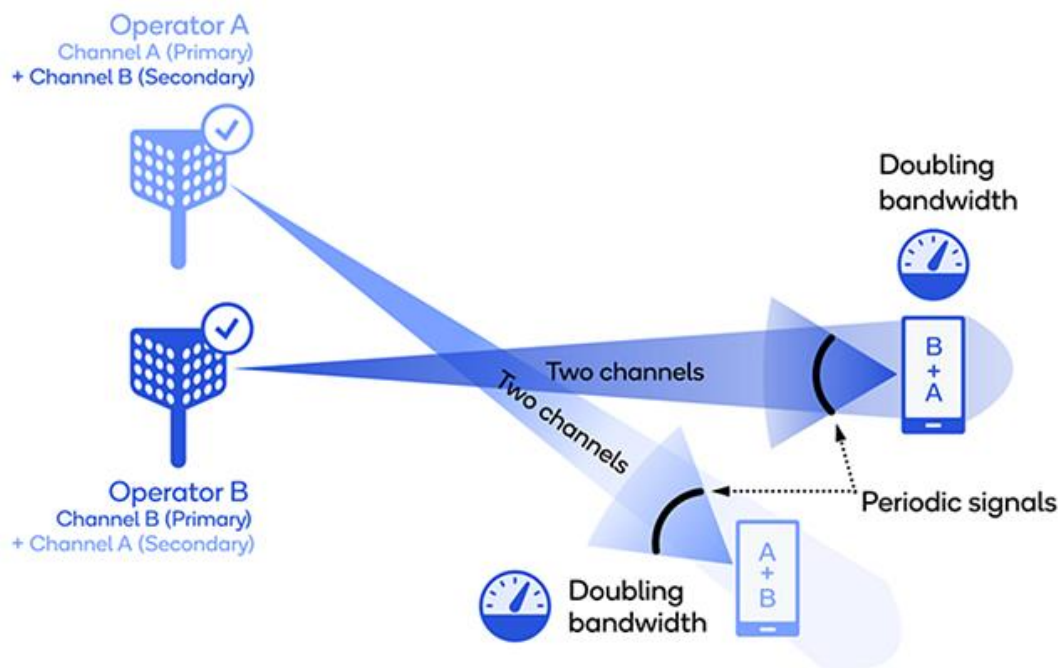 Operator A
Channel A (Primary)
+ Channel B (Secondary)
Doubling
bandwidth
B
+
A
Two channels
Two channels
Operator B
Channel B (Primary)
+ Channel A (Secondary)
Periodic signals
A
+
B
Doubling
bandwidth